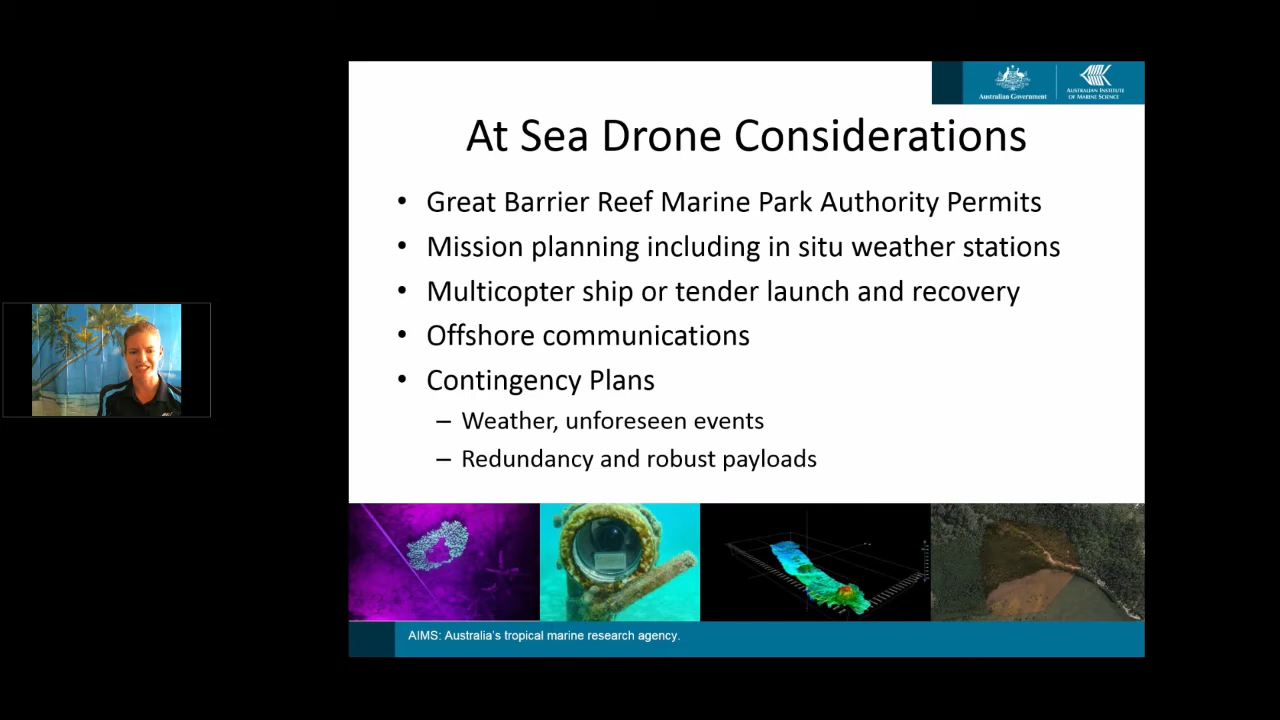 Australian Government
AIMS
AUSTRALIAN INSTITUTE
OF MARINE SCIENCE
At Sea Drone Considerations
• Great Barrier Reef Marine Park Authority Permits
• Mission planning including in situ weather stations
• Multicopter ship or tender launch and recovery
• Offshore communications
• Contingency Plans
– Weather, unforeseen events
– Redundancy and robust payloads
AIMS: Australia's tropical marine research agency.